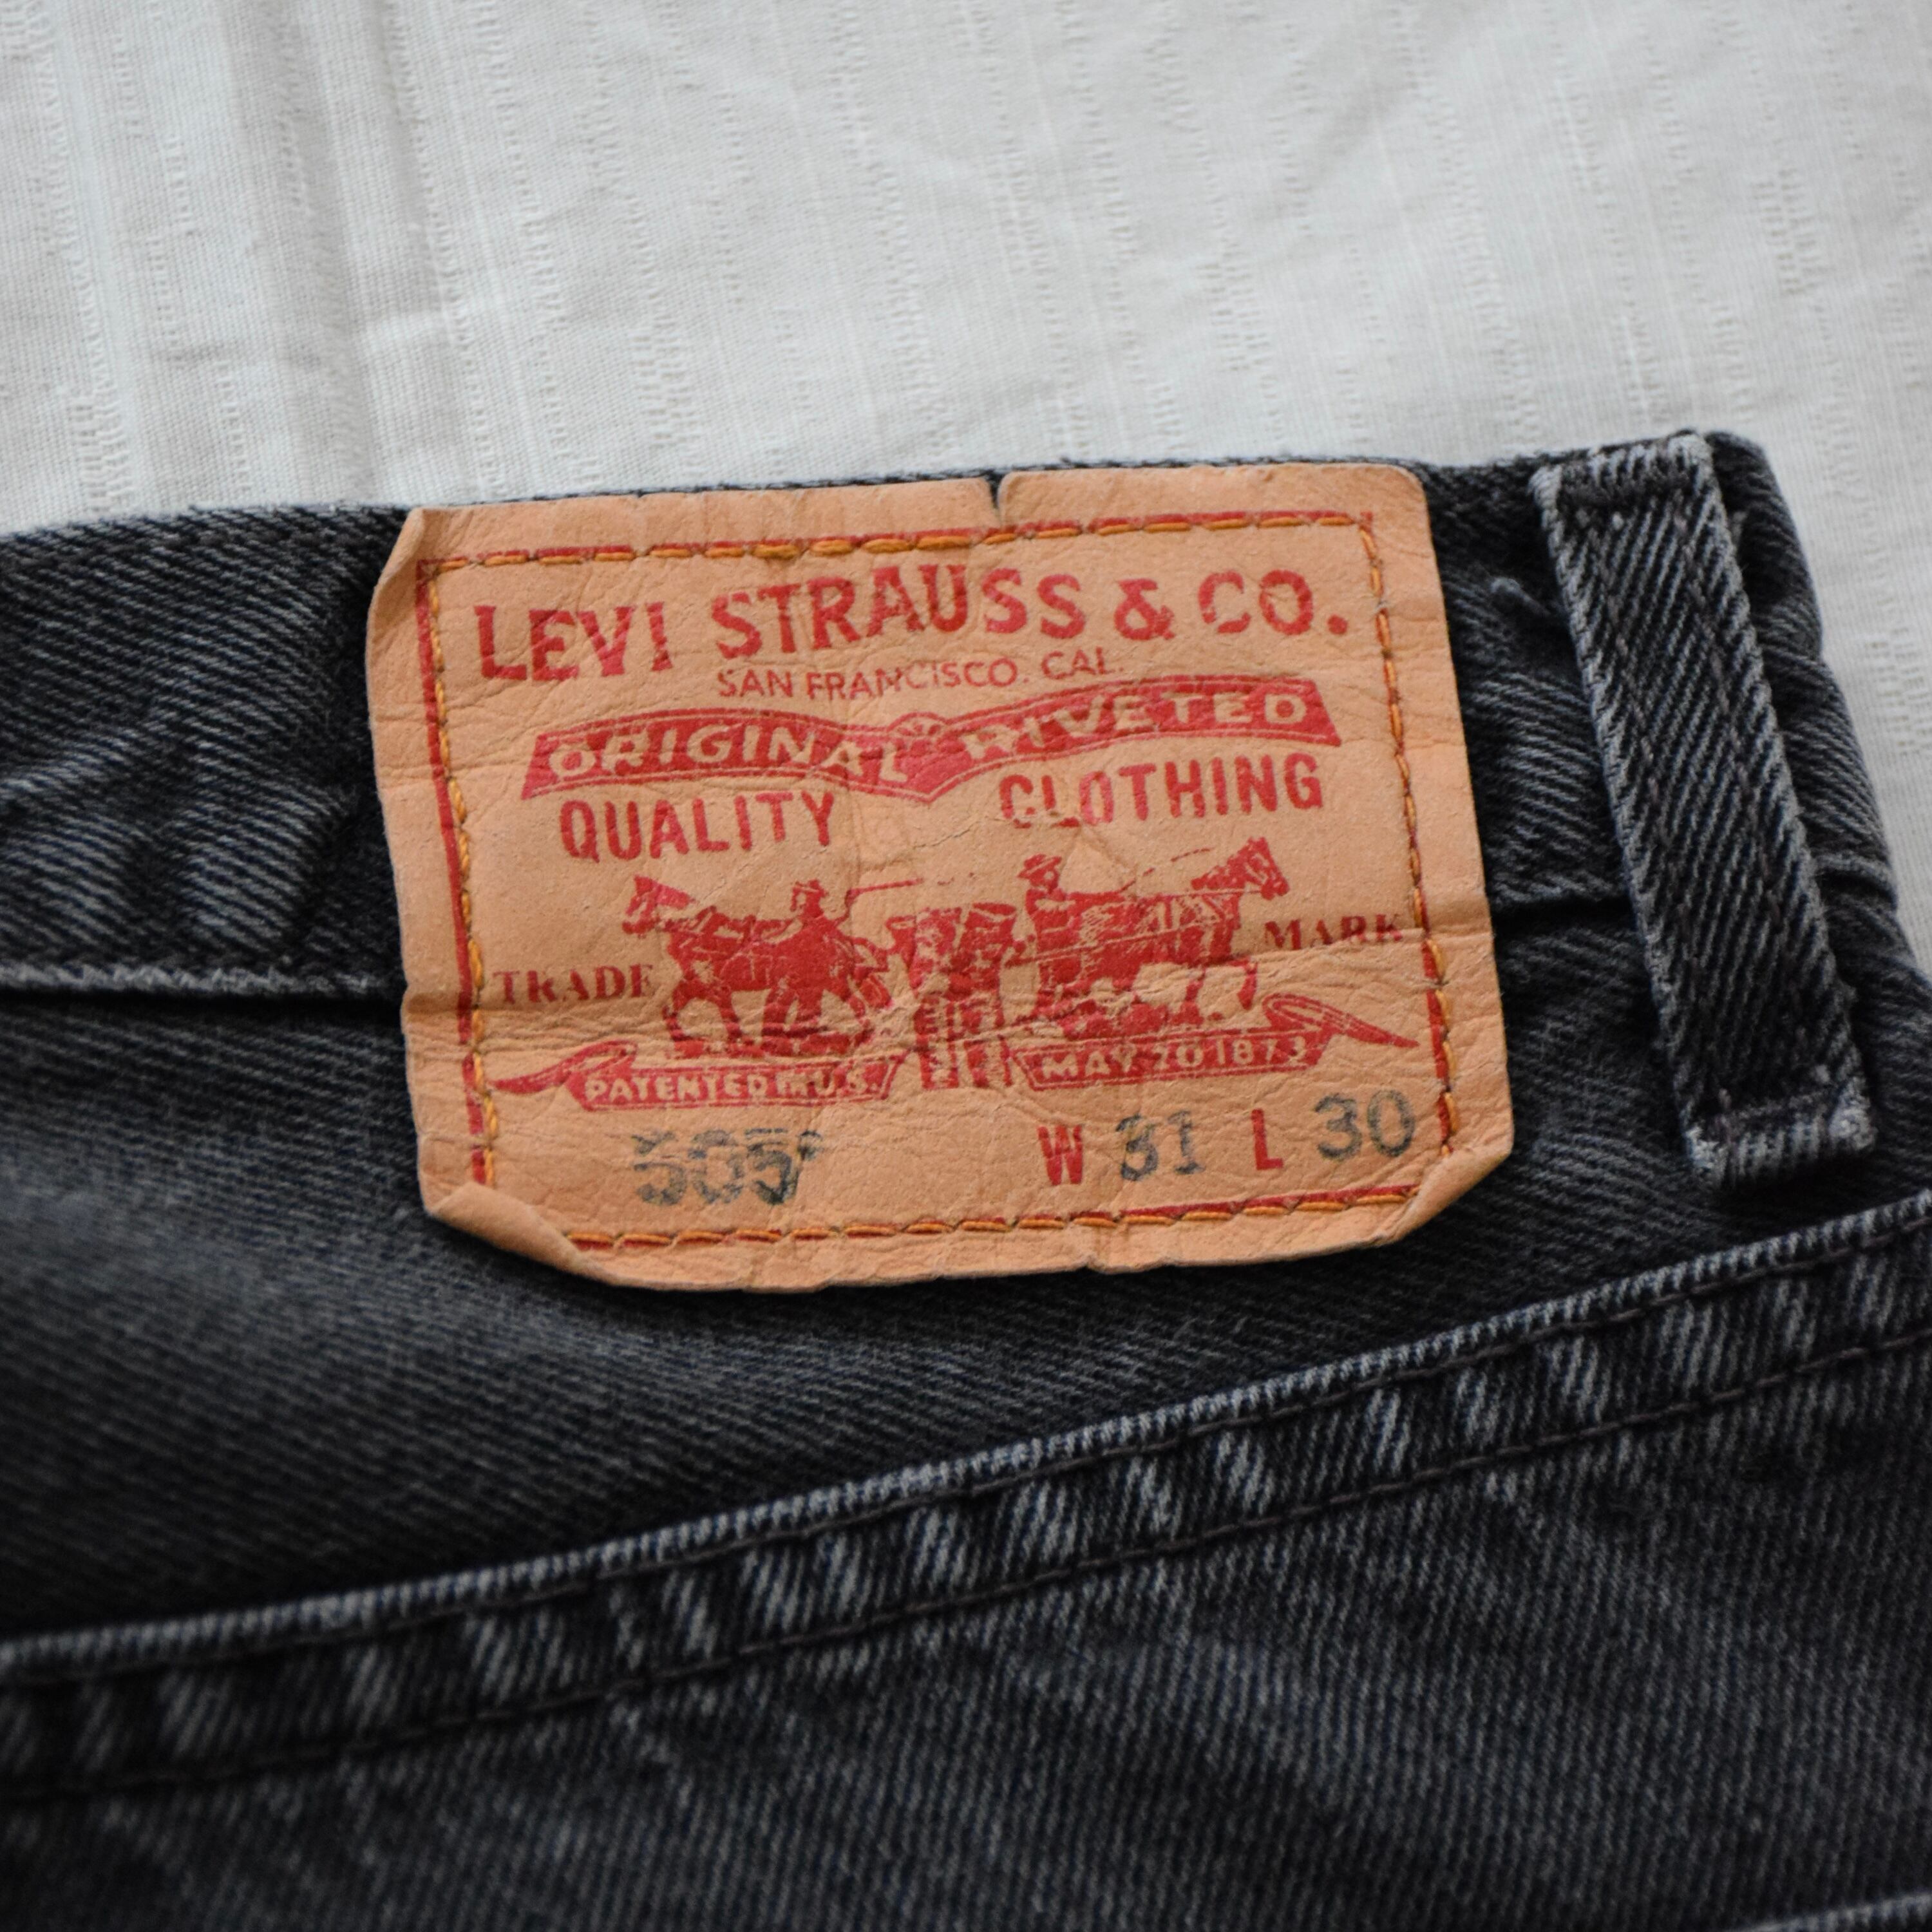 LEVI STRAUSS & CO.
SAN FRANCISCO. CAL.
ORIGINAL RIVETED
QUALITY CLOTHING
TRADE MARK
PATENTED IN U.S. MAY 20 1873
505 W 31 L 30